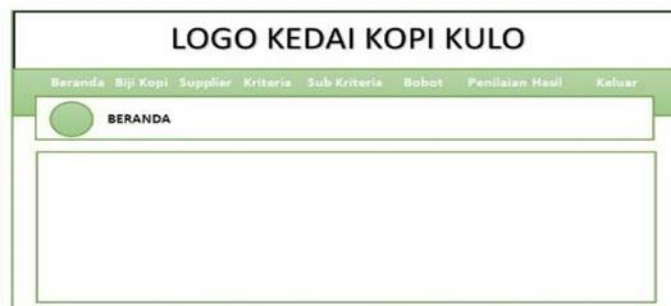 LOGO KEDAI KOPI KULO
Beranda Biji Kopi Supplier Kriteria Sub Kriteria Bobot Penilaian Hasil Keluar
BERANDA